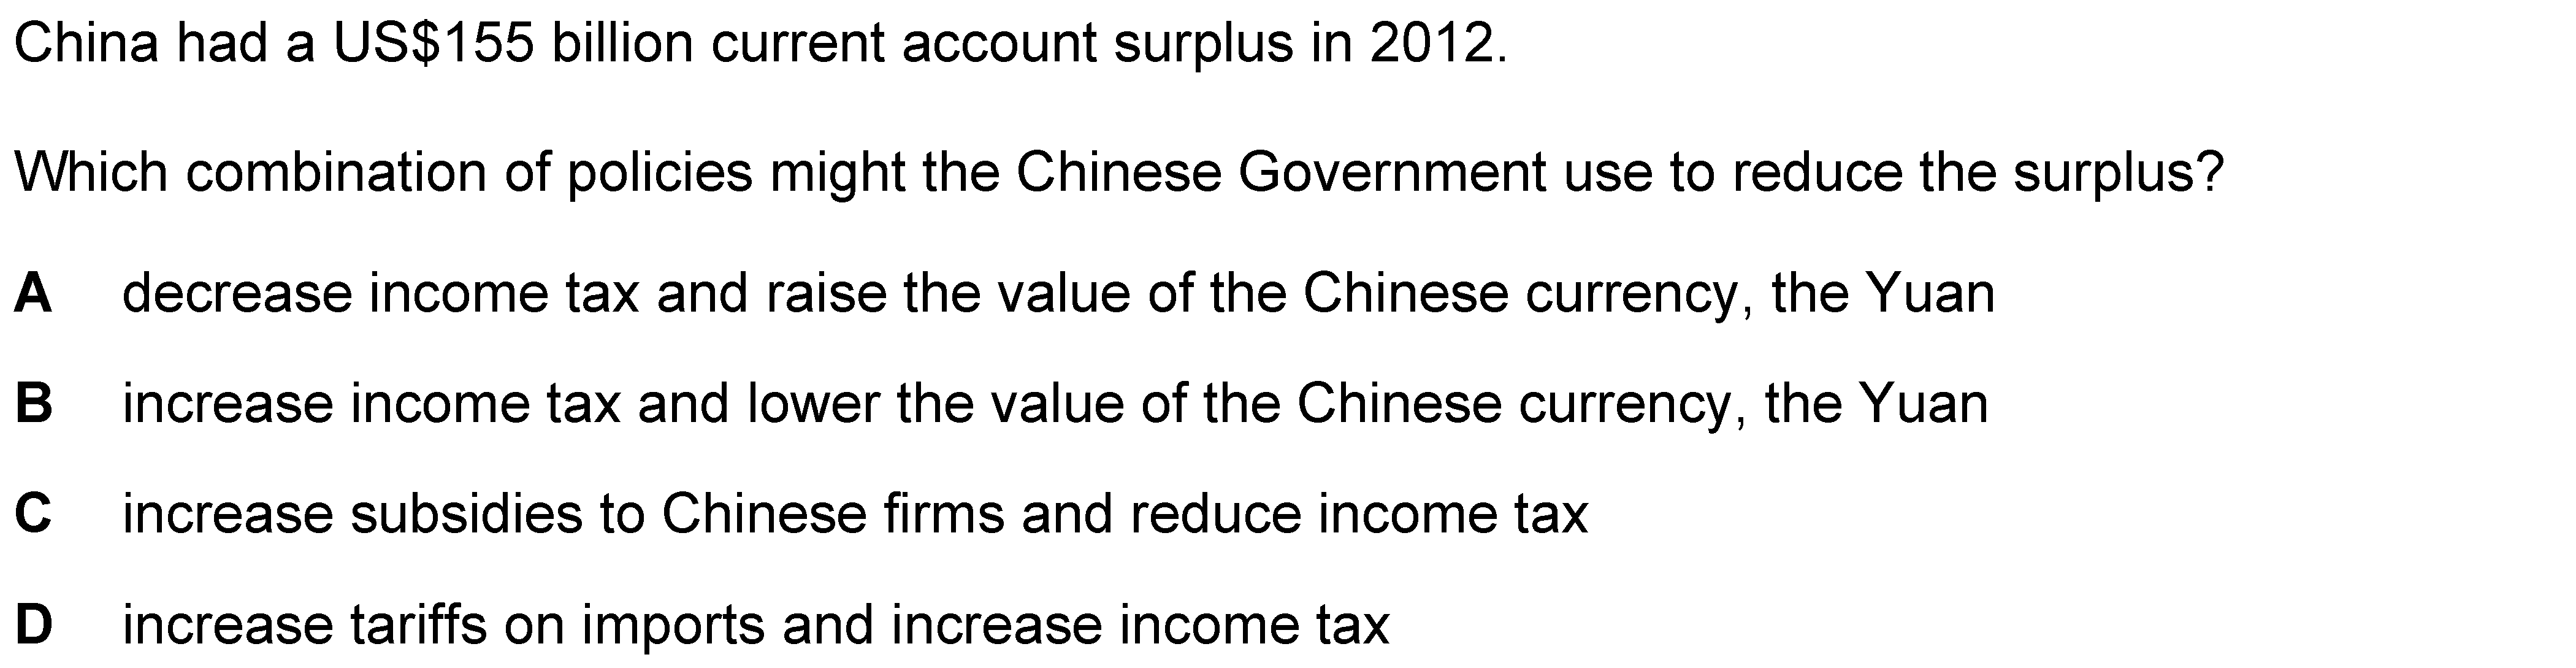 China had a US$155 billion current account surplus in 2012.
Which combination of policies might the Chinese Government use to reduce the surplus?
A decrease income tax and raise the value of the Chinese currency, the Yuan
B increase income tax and lower the value of the Chinese currency, the Yuan
C increase subsidies to Chinese firms and reduce income tax
D increase tariffs on imports and increase income tax